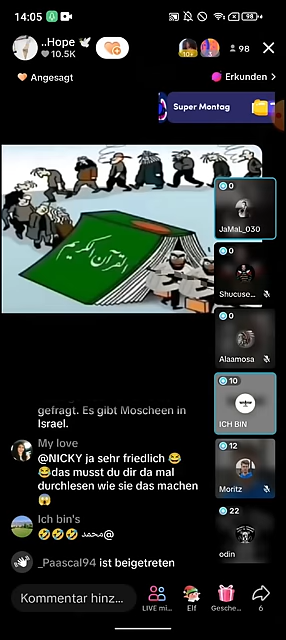 14:05
98
..Hope 🕊
10.5K
98
Angesagt
Erkunden >
Super Montag
القرآن الكريم
0
JaMaL_030
0
Shucuse...
0
Alaamosa
10
ICH BIN
12
Moritz
22
odin
gefragt. Es gibt Moscheen in
Israel.
My love
@NICKY ja sehr friedlich 😂
😂das musst du dir da mal
durchlesen wie sie das machen
😱
Ich bin's
@محمد 🤣🤣🤣
_Paascal94 ist beigetreten
Kommentar hinz...
LIVE mi...
Elf
Gesche...
6